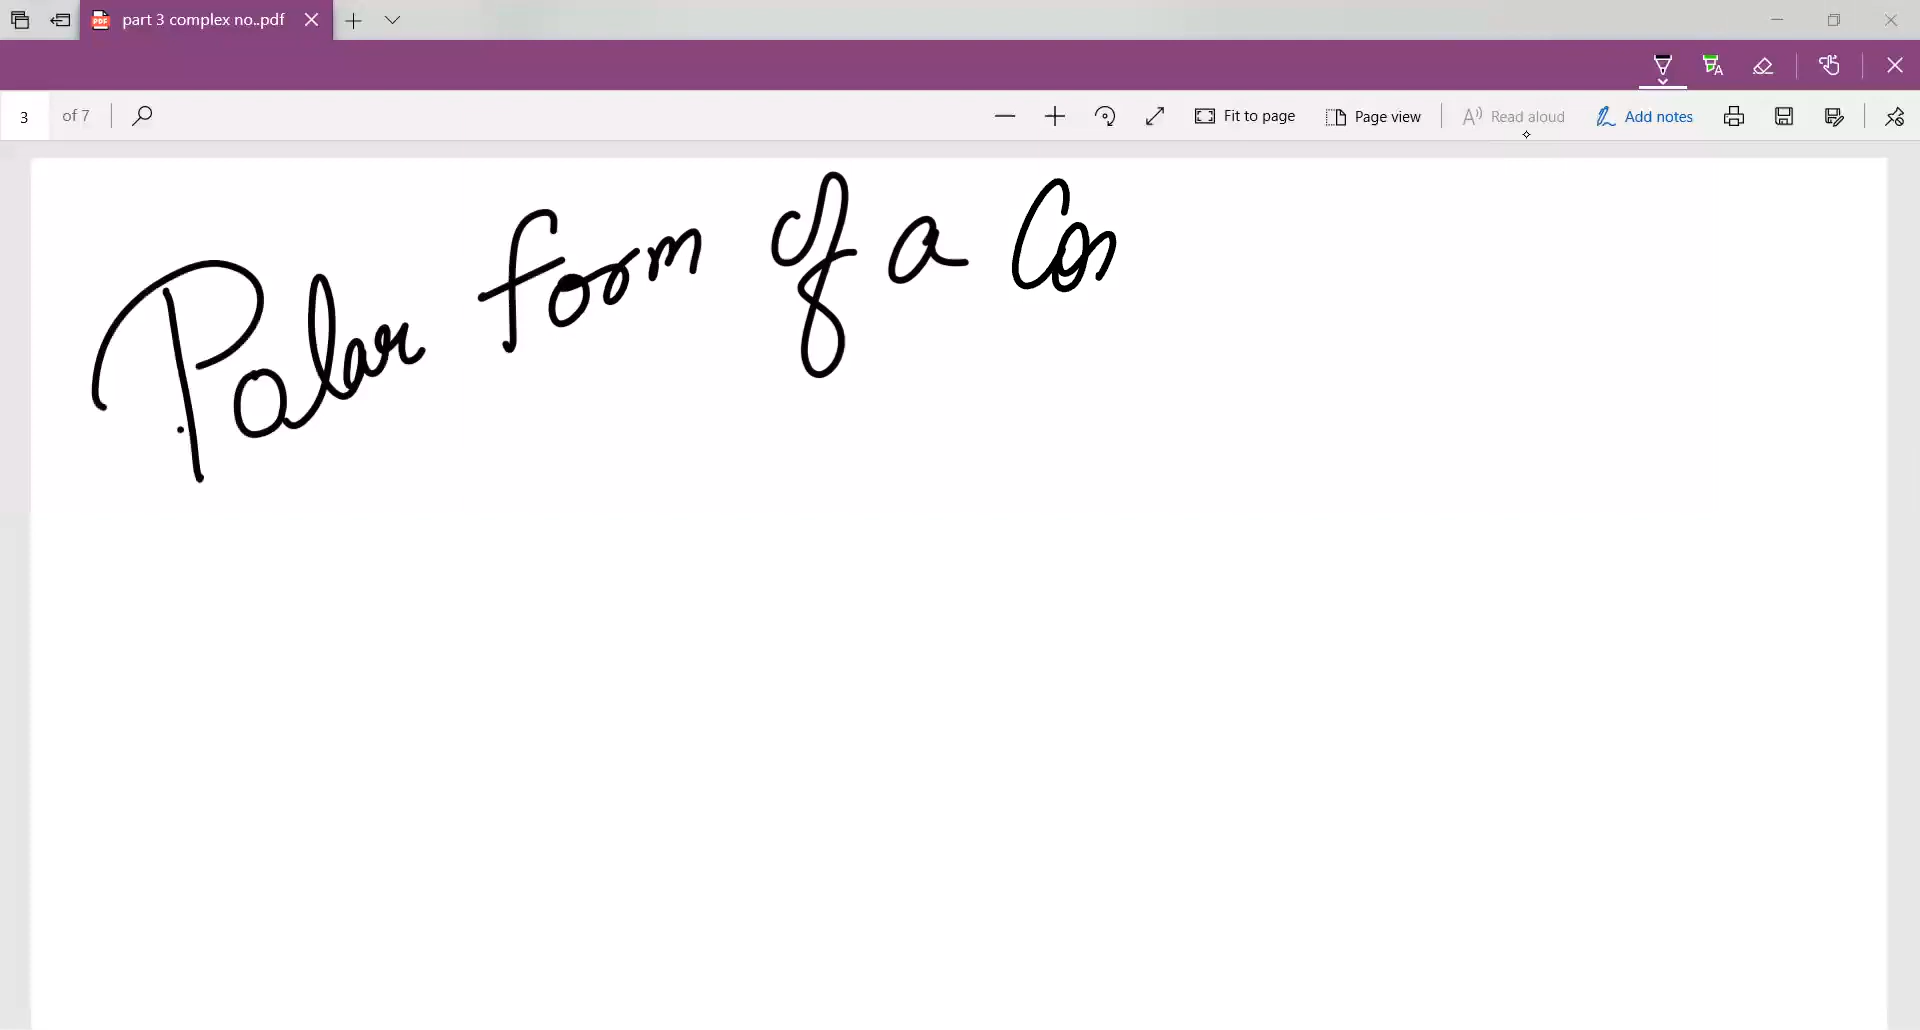 part 3 complex no..pdf
3 of 7 Fit to page Page view Read aloud Add notes
Polar form of a Con